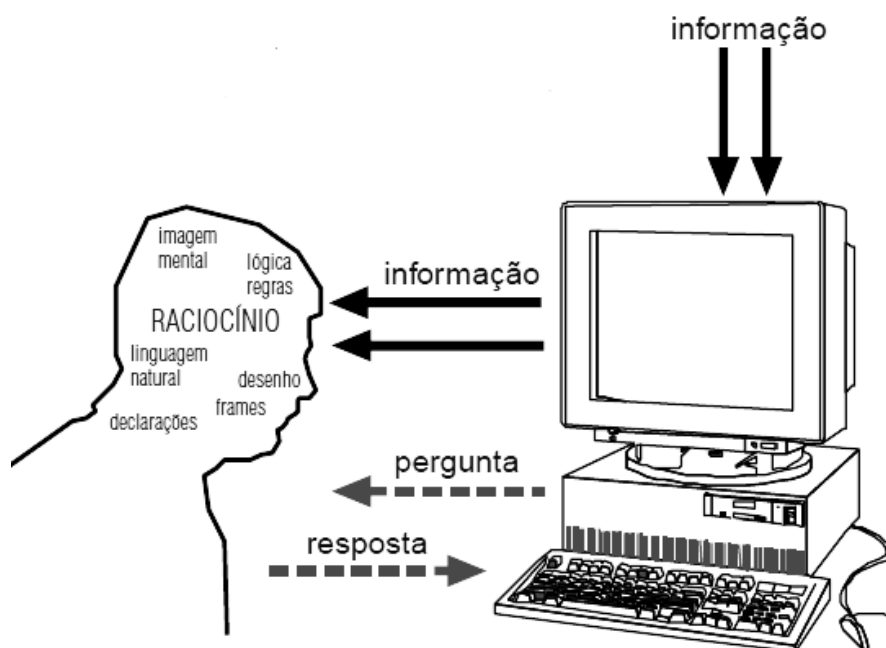 informação
imagem
mental
lógica
regras
informação
RACIOCÍNIO
linguagem
natural
desenho
frames
declarações
pergunta
resposta